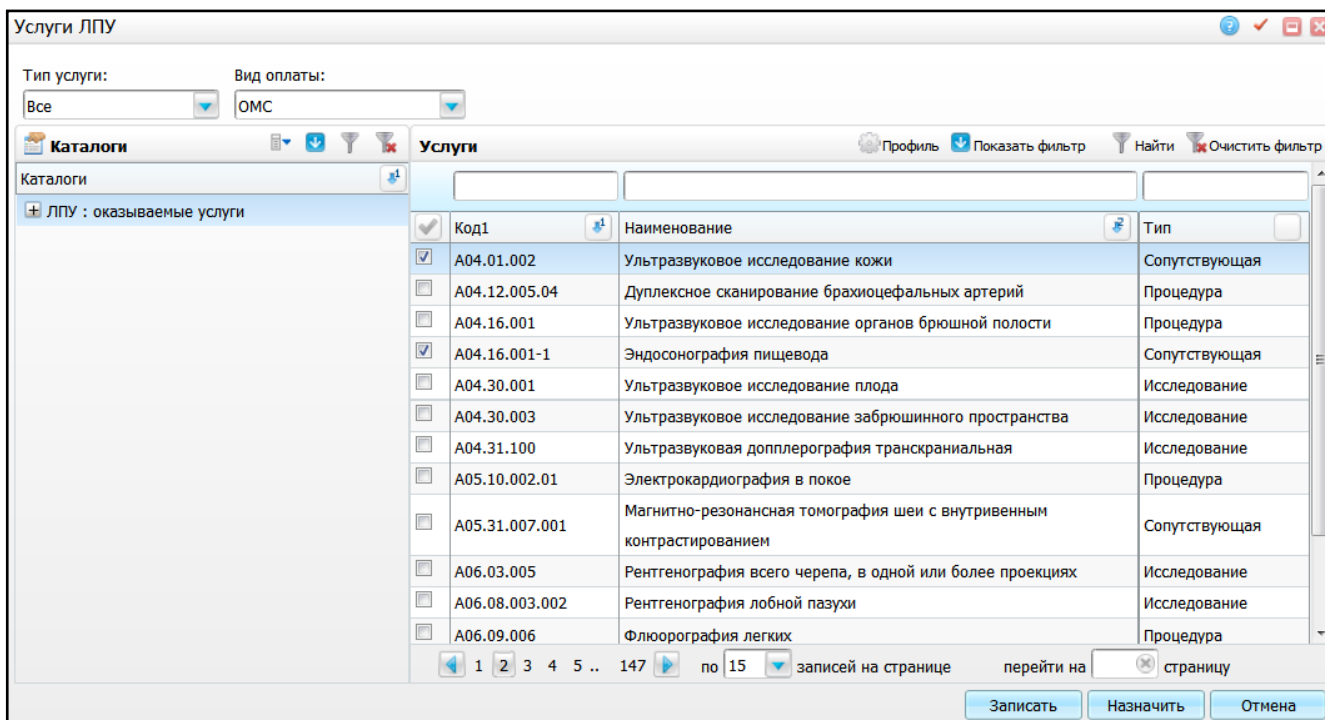 Услуги ЛПУ
Тип услуги: Вид оплаты:
Все ОМС
Каталоги
Услуги Профиль Показать фильтр Найти Очистить фильтр
Каталоги
ЛПУ : оказываемые услуги
Код1 Наименование Тип
A04.01.002 Ультразвуковое исследование кожи Сопутствующая
A04.12.005.04 Дуплексное сканирование брахиоцефальных артерий Процедура
A04.16.001 Ультразвуковое исследование органов брюшной полости Процедура
A04.16.001-1 Эндосонография пищевода Сопутствующая
A04.30.001 Ультразвуковое исследование плода Исследование
A04.30.003 Ультразвуковое исследование забрюшинного пространства Исследование
A04.31.100 Ультразвуковая допплерография транскраниальная Исследование
A05.10.002.01 Электрокардиография в покое Процедура
A05.31.007.001 Магнитно-резонансная томография шеи с внутривенным Сопутствующая
контрастированием
A06.03.005 Рентгенография всего черепа, в одной или более проекциях Исследование
A06.08.003.002 Рентгенография лобной пазухи Исследование
A06.09.006 Флюорография легких Процедура
1 2 3 4 5 .. 147 по 15 записей на странице перейти на страницу
Записать Назначить Отмена